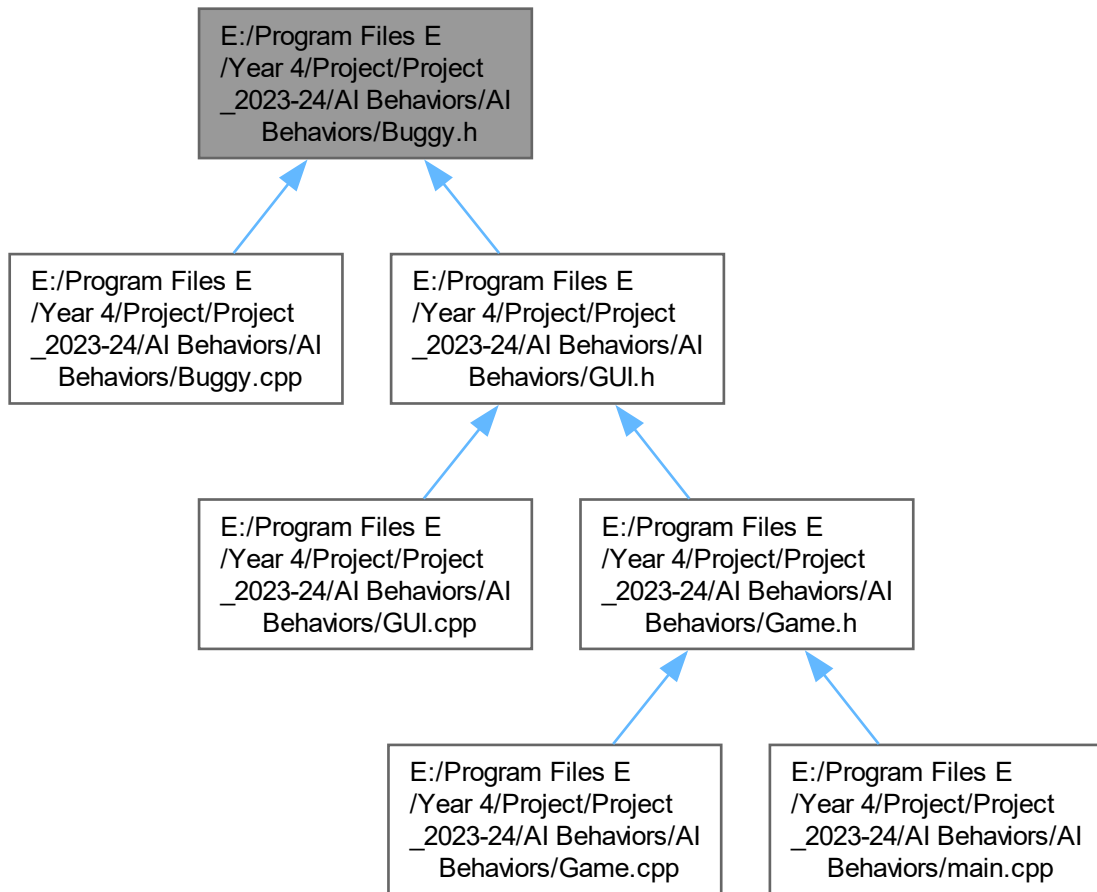 E:/Program Files E
/Year 4/Project/Project
_2023-24/AI Behaviors/AI
Behaviors/Buggy.h
E:/Program Files E
/Year 4/Project/Project
_2023-24/AI Behaviors/AI
Behaviors/Buggy.cpp
E:/Program Files E
/Year 4/Project/Project
_2023-24/AI Behaviors/AI
Behaviors/GUI.h
E:/Program Files E
/Year 4/Project/Project
_2023-24/AI Behaviors/AI
Behaviors/GUI.cpp
E:/Program Files E
/Year 4/Project/Project
_2023-24/AI Behaviors/AI
Behaviors/Game.h
E:/Program Files E
/Year 4/Project/Project
_2023-24/AI Behaviors/AI
Behaviors/Game.cpp
E:/Program Files E
/Year 4/Project/Project
_2023-24/AI Behaviors/AI
Behaviors/main.cpp